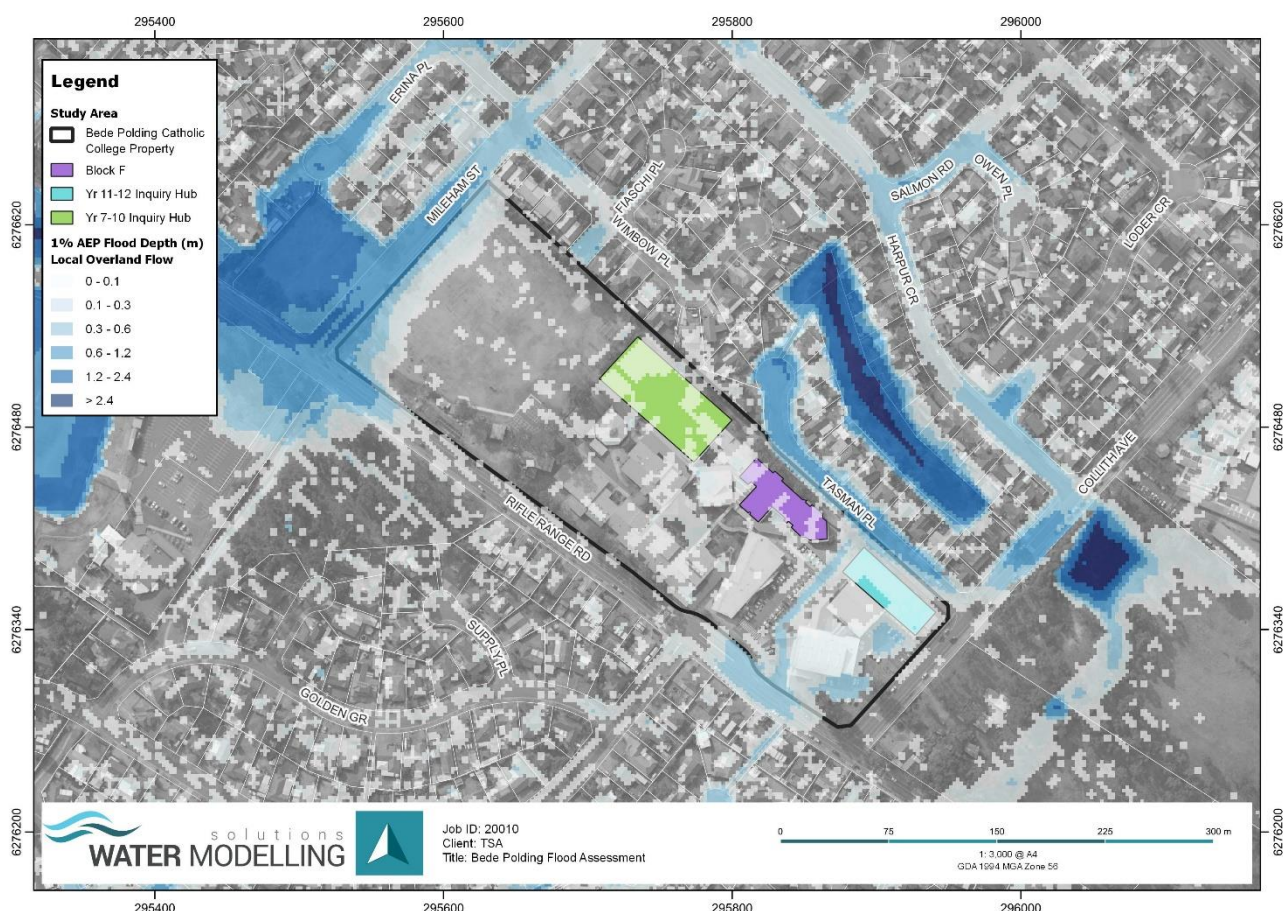 295400
295600
295800
296000
Legend
Study Area
Bede Polding Catholic
College Property
Block F
Yr 11-12 Inquiry Hub
Yr 7-10 Inquiry Hub
1% AEP Flood Depth (m)
Local Overland Flow
0 - 0.1
0.1 - 0.3
0.3 - 0.6
0.6 - 1.2
1.2 - 2.4
> 2.4
ERINA PL
MILEHAM ST
FIASCHI PL
WIMBOW PL
SALMON RD
OWEN PL
LODER CR
HARPUR CR
COLLITH AVE
TASMAN PL
RIFLE RANGE RD
SUPPLY PL
GOLDEN GR
6276620
6276620
6276480
6276480
6276340
6276340
6276200
6276200
solutions
WATER MODELLING
Job ID: 20010
Client: TSA
Title: Bede Polding Flood Assessment
0 75 150 225 300 m
1: 3,000 @ A4
GDA 1994 MGA Zone 56
295400
295600
295800
296000